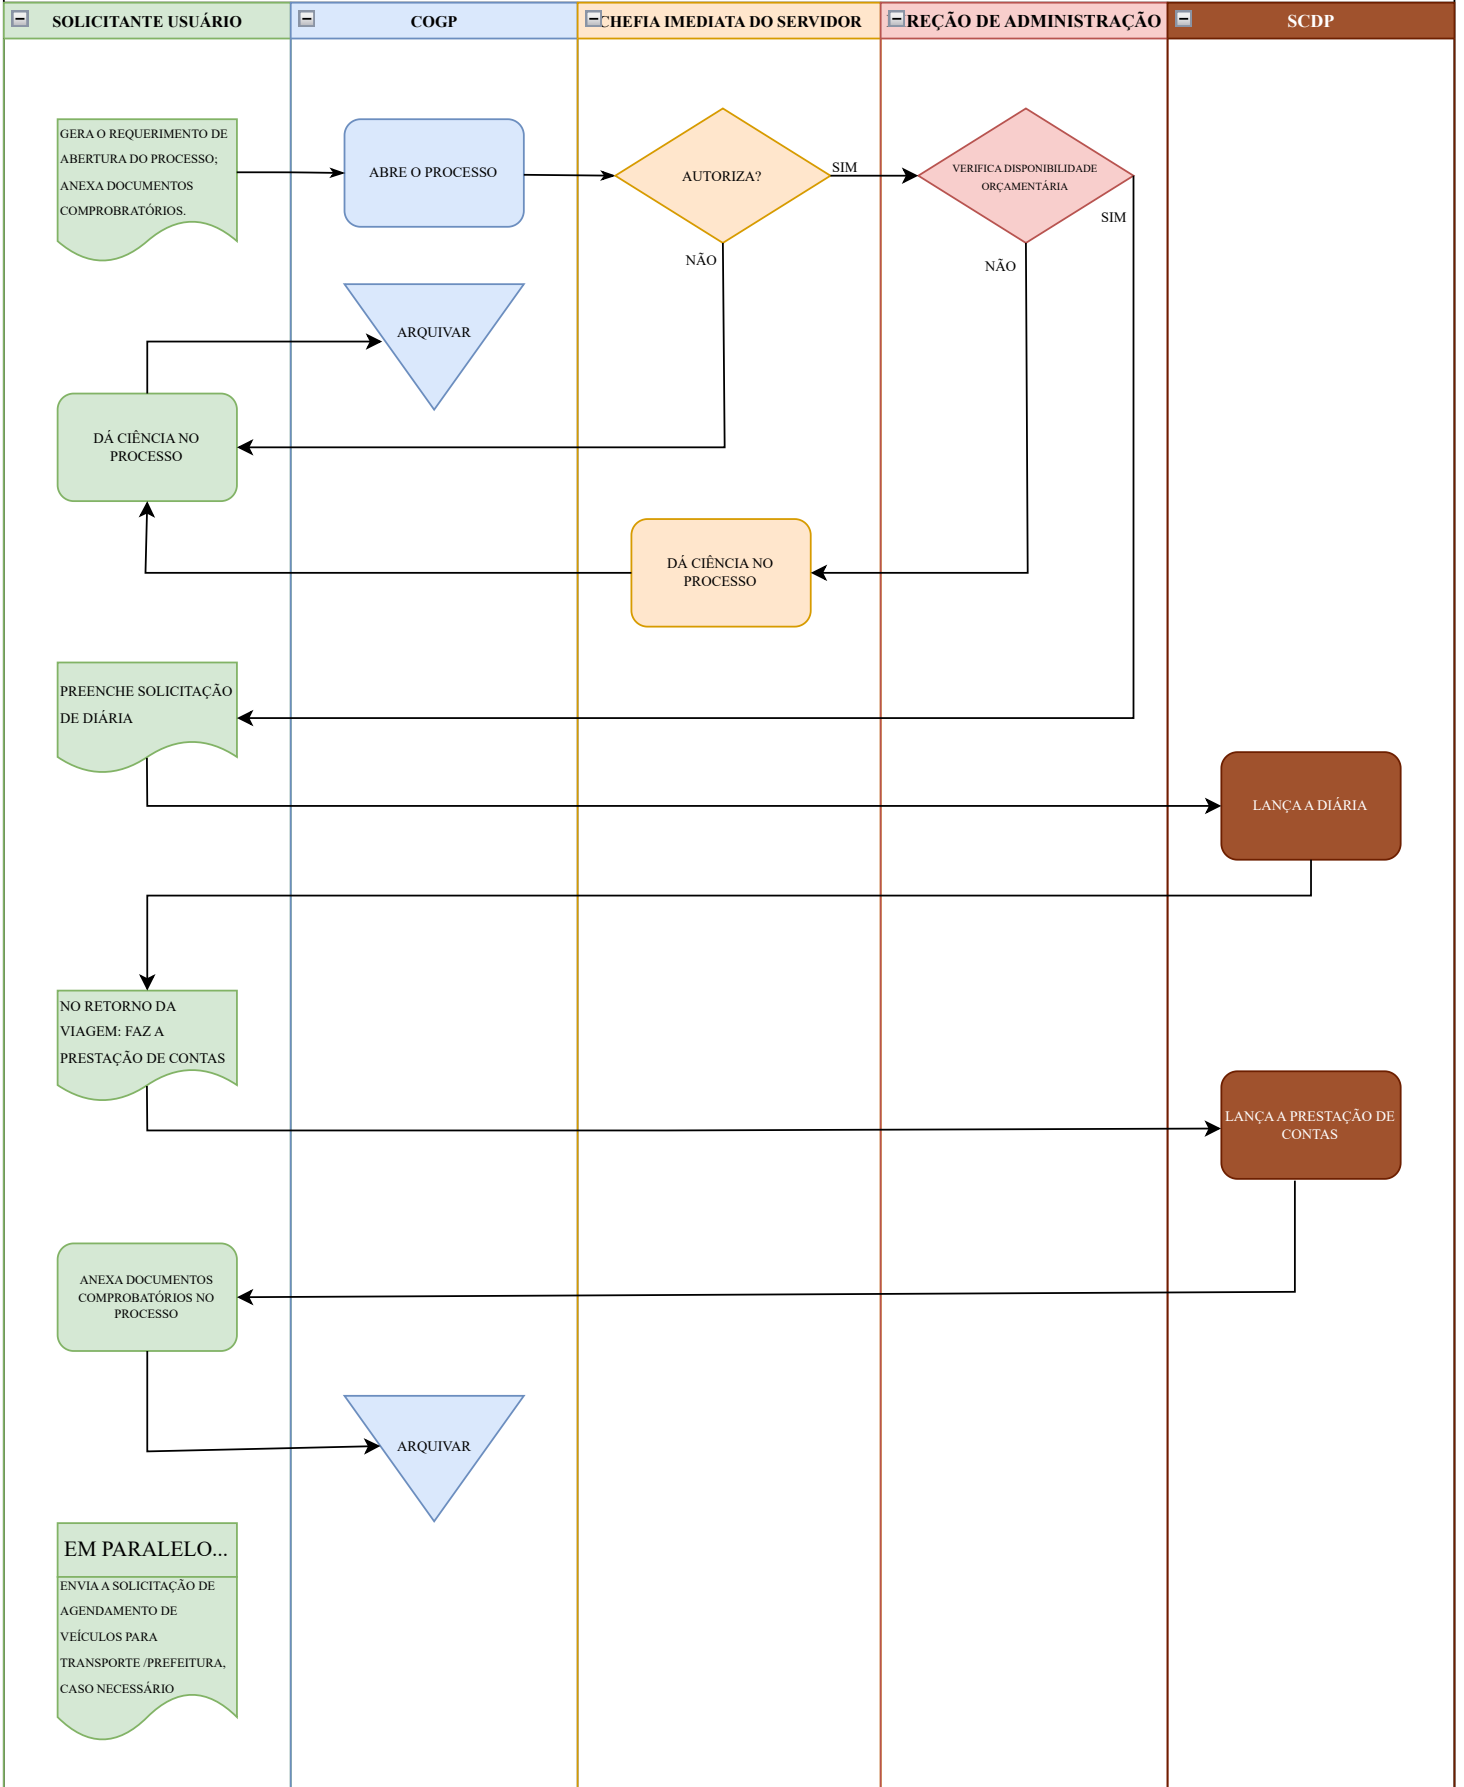 SOLICITANTE USUÁRIO
COGP
CHEFIA IMEDIATA DO SERVIDOR
REÇÃO DE ADMINISTRAÇÃO
SCDP
GERA O REQUERIMENTO DE
ABERTURA DO PROCESSO;
ANEXA DOCUMENTOS
COMPROBRATÓRIOS.
ABRE O PROCESSO
AUTORIZA?
SIM
VERIFICA DISPONIBILIDADE
ORÇAMENTÁRIA
SIM
NÃO
NÃO
ARQUIVAR
DÁ CIÊNCIA NO
PROCESSO
DÁ CIÊNCIA NO
PROCESSO
PREENCHE SOLICITAÇÃO
DE DIÁRIA
LANÇA A DIÁRIA
NO RETORNO DA
VIAGEM: FAZ A
PRESTAÇÃO DE CONTAS
LANÇA A PRESTAÇÃO DE
CONTAS
ANEXA DOCUMENTOS
COMPROBATÓRIOS NO
PROCESSO
ARQUIVAR
EM PARALELO...
ENVIA A SOLICITAÇÃO DE
AGENDAMENTO DE
VEÍCULOS PARA
TRANSPORTE /PREFEITURA,
CASO NECESSÁRIO